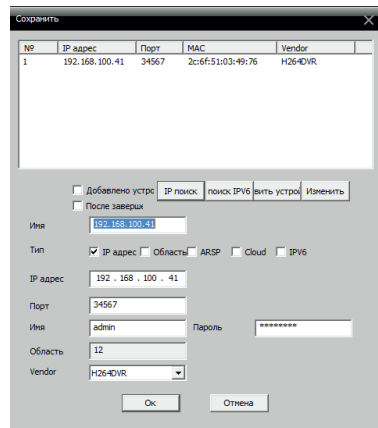 Сохранить
№ IP адрес Порт MAC Vendor
1 192.168.100.41 34567 2c:6f:51:03:49:76 H264DVR
Добавлено устрс IP поиск поиск IPV6 вить устрой Изменить
После заверши
Имя 192.168.100.41
Тип IP адрес Область ARSP Cloud IPV6
IP адрес 192 . 168 . 100 . 41
Порт 34567
Имя admin Пароль ********
Область 12
Vendor H264DVR
Ок Отмена